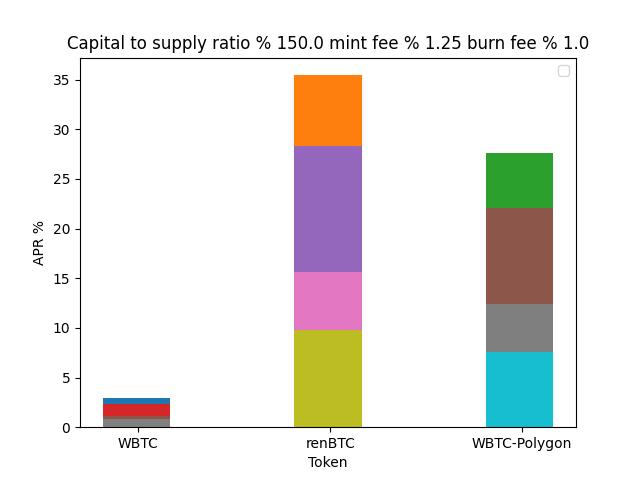 Capital to supply ratio % 150.0 mint fee % 1.25 burn fee % 1.0
APR %
35
30
25
20
15
10
5
0
WBTC renBTC WBTC-Polygon
Token